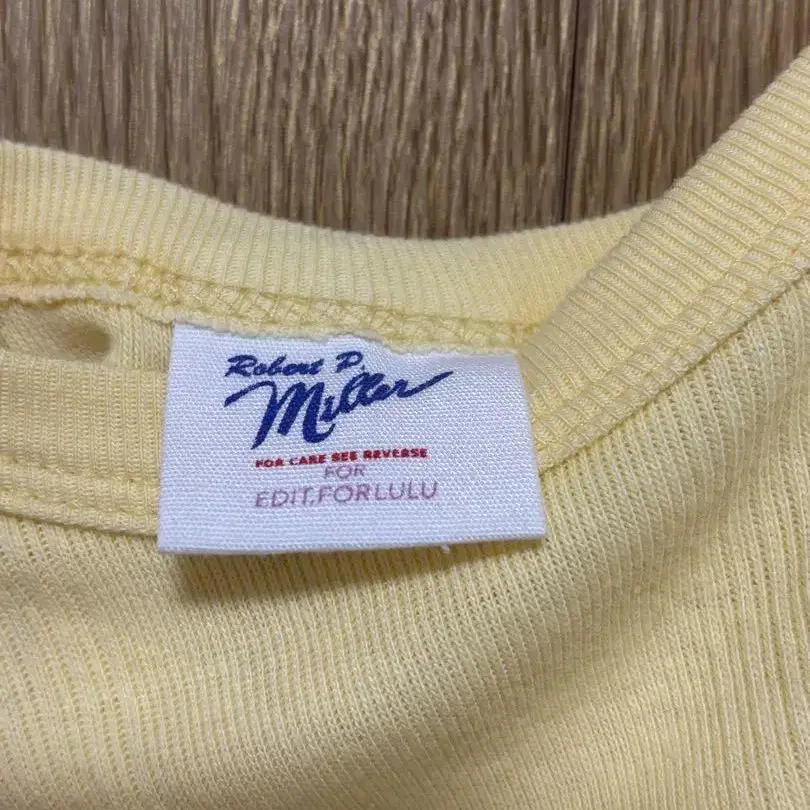 Robert P.
Miller
FOR CARE SEE REVERSE
FOR
EDIT.FORLULU